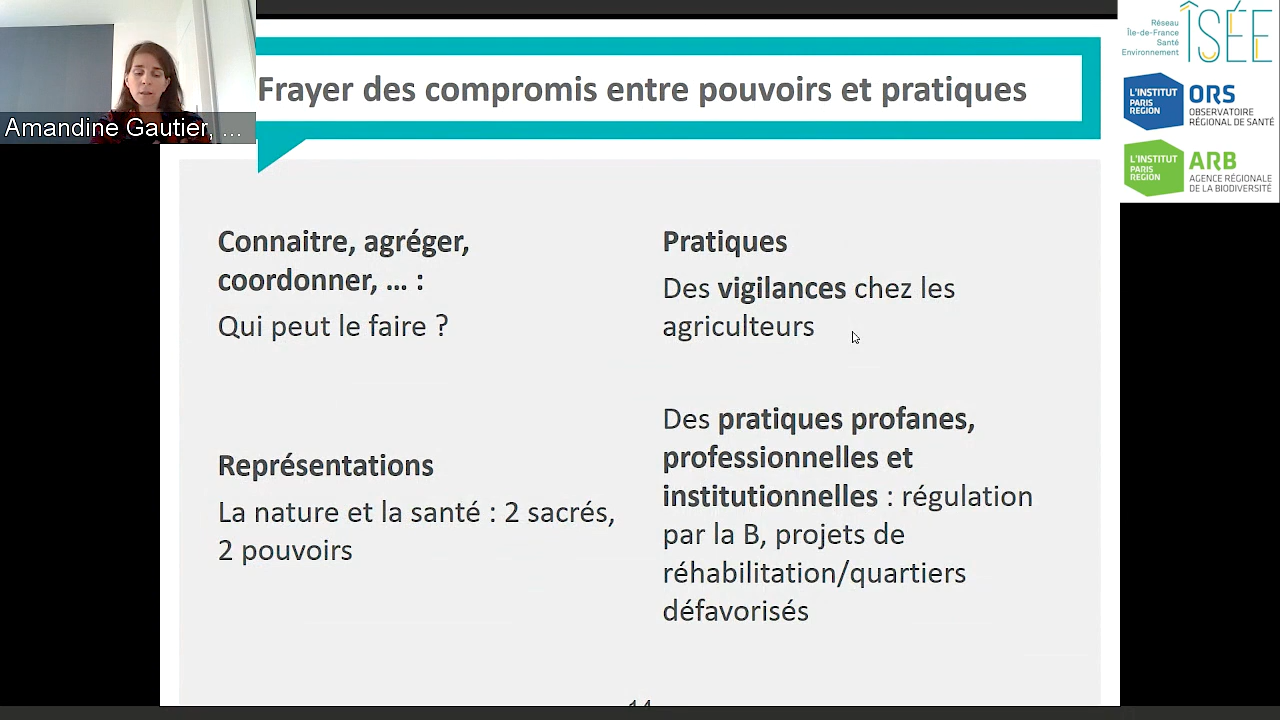 Amandine Gautier, ...
Frayer des compromis entre pouvoirs et pratiques
Réseau
Île-de-France
Santé
Environnement
ÎSÉE
L'INSTITUT
PARIS
REGION
ORS
OBSERVATOIRE
RÉGIONAL DE SANTÉ
L'INSTITUT
PARIS
REGION
ARB
AGENCE RÉGIONALE
DE LA BIODIVERSITÉ
Connaitre, agréger,
coordonner, ... :
Qui peut le faire ?
Représentations
La nature et la santé : 2 sacrés,
2 pouvoirs
Pratiques
Des vigilances chez les
agriculteurs
Des pratiques profanes,
professionnelles et
institutionnelles : régulation
par la B, projets de
réhabilitation/quartiers
défavorisés
14